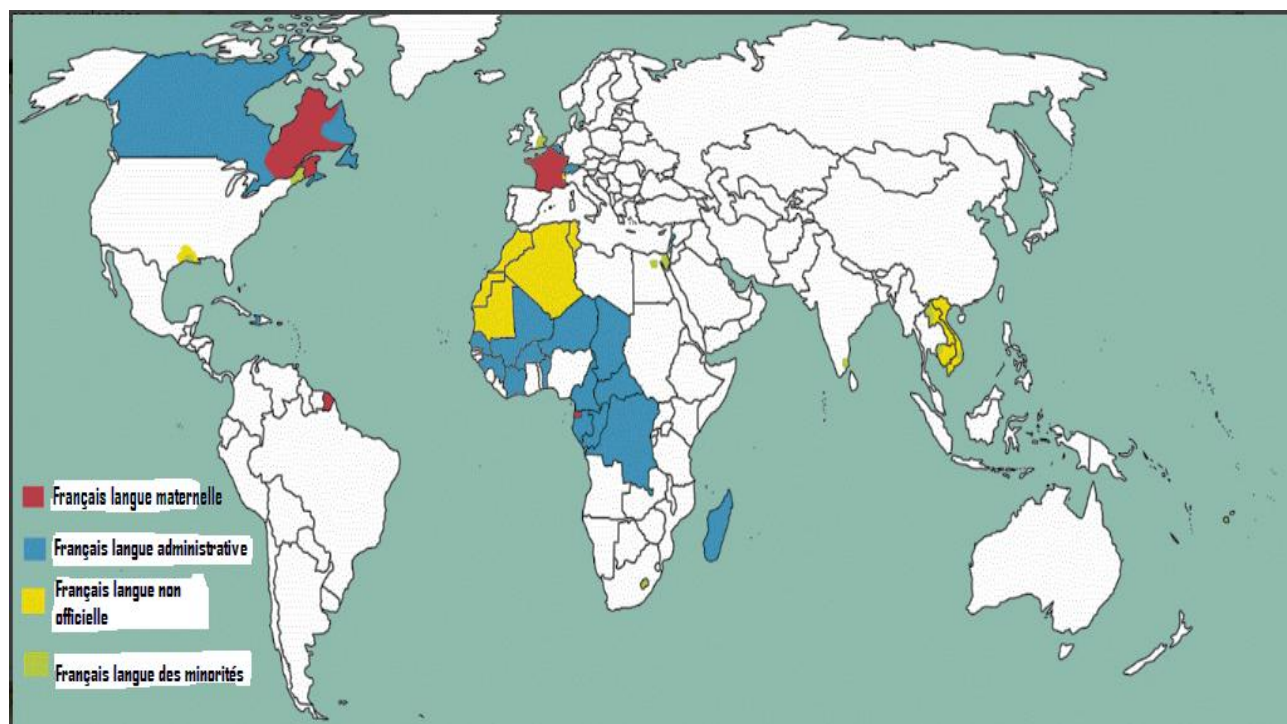 Français langue maternelle
Français langue administrative
Français langue non
officielle
Français langue des minorités